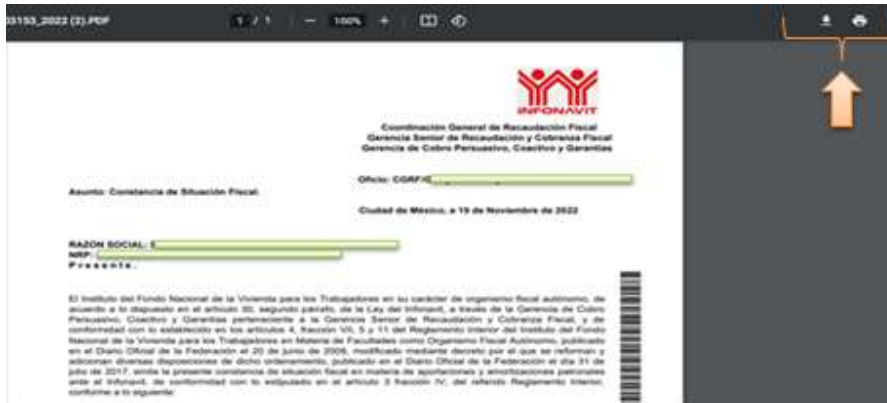 03153_2022 (2).PDF 1 / 1 — 100% +
INFONAVIT
Coordinación General de Recaudación Fiscal
Gerencia Senior de Recaudación y Cobranza Fiscal
Gerencia de Cobro Persuasivo, Coactivo y Garantías
Oficio: CGRF/G
Asunto: Constancia de Situación Fiscal.
Ciudad de México, a 19 de Noviembre de 2022
RAZÓN SOCIAL:
NRP:
P r e s e n t e .
El Instituto del Fondo Nacional de la Vivienda para los Trabajadores en su carácter de organismo fiscal autónomo, de
acuerdo a lo dispuesto en el artículo 30, segundo párrafo, de la Ley del Infonavit, a través de la Gerencia de Cobro
Persuasivo, Coactivo y Garantías perteneciente a la Gerencia Senior de Recaudación y Cobranza Fiscal, y de
conformidad con lo establecido en los artículos 4, fracción VII, 5 y 11 del Reglamento Interior del Instituto del Fondo
Nacional de la Vivienda para los Trabajadores en Materia de Facultades como Organismo Fiscal Autónomo, publicado
en el Diario Oficial de la Federación el 20 de junio de 2008, modificado mediante decreto por el que se reforman y
adicionan diversas disposiciones de dicho ordenamiento, publicado en el Diario Oficial de la Federación el día 31 de
julio de 2017, emite la presente constancia de situación fiscal en materia de aportaciones y amortizaciones patronales
ante el Infonavit, de conformidad con lo estipulado en el artículo 3 fracción IV, del referido Reglamento Interior,
conforme a lo siguiente: